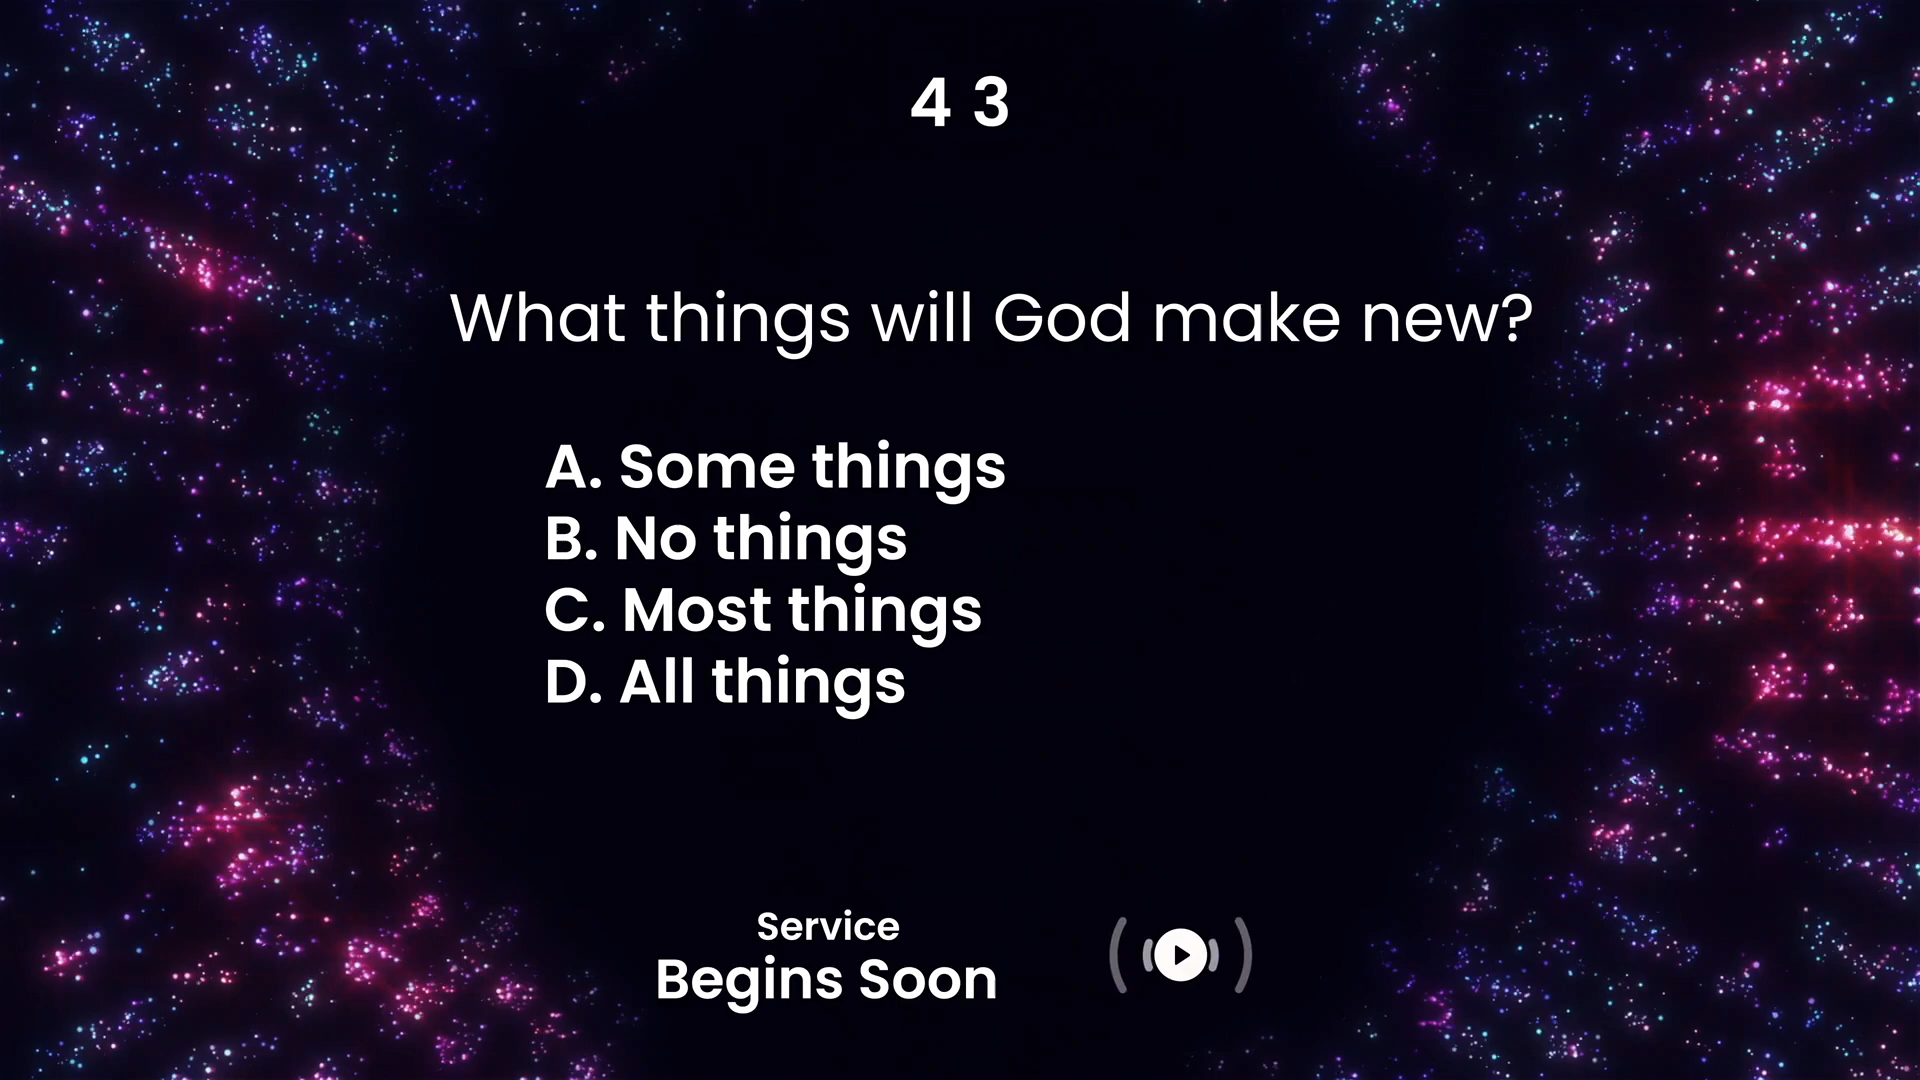 4 3
What things will God make new?
A. Some things
B. No things
C. Most things
D. All things
Service
Begins Soon